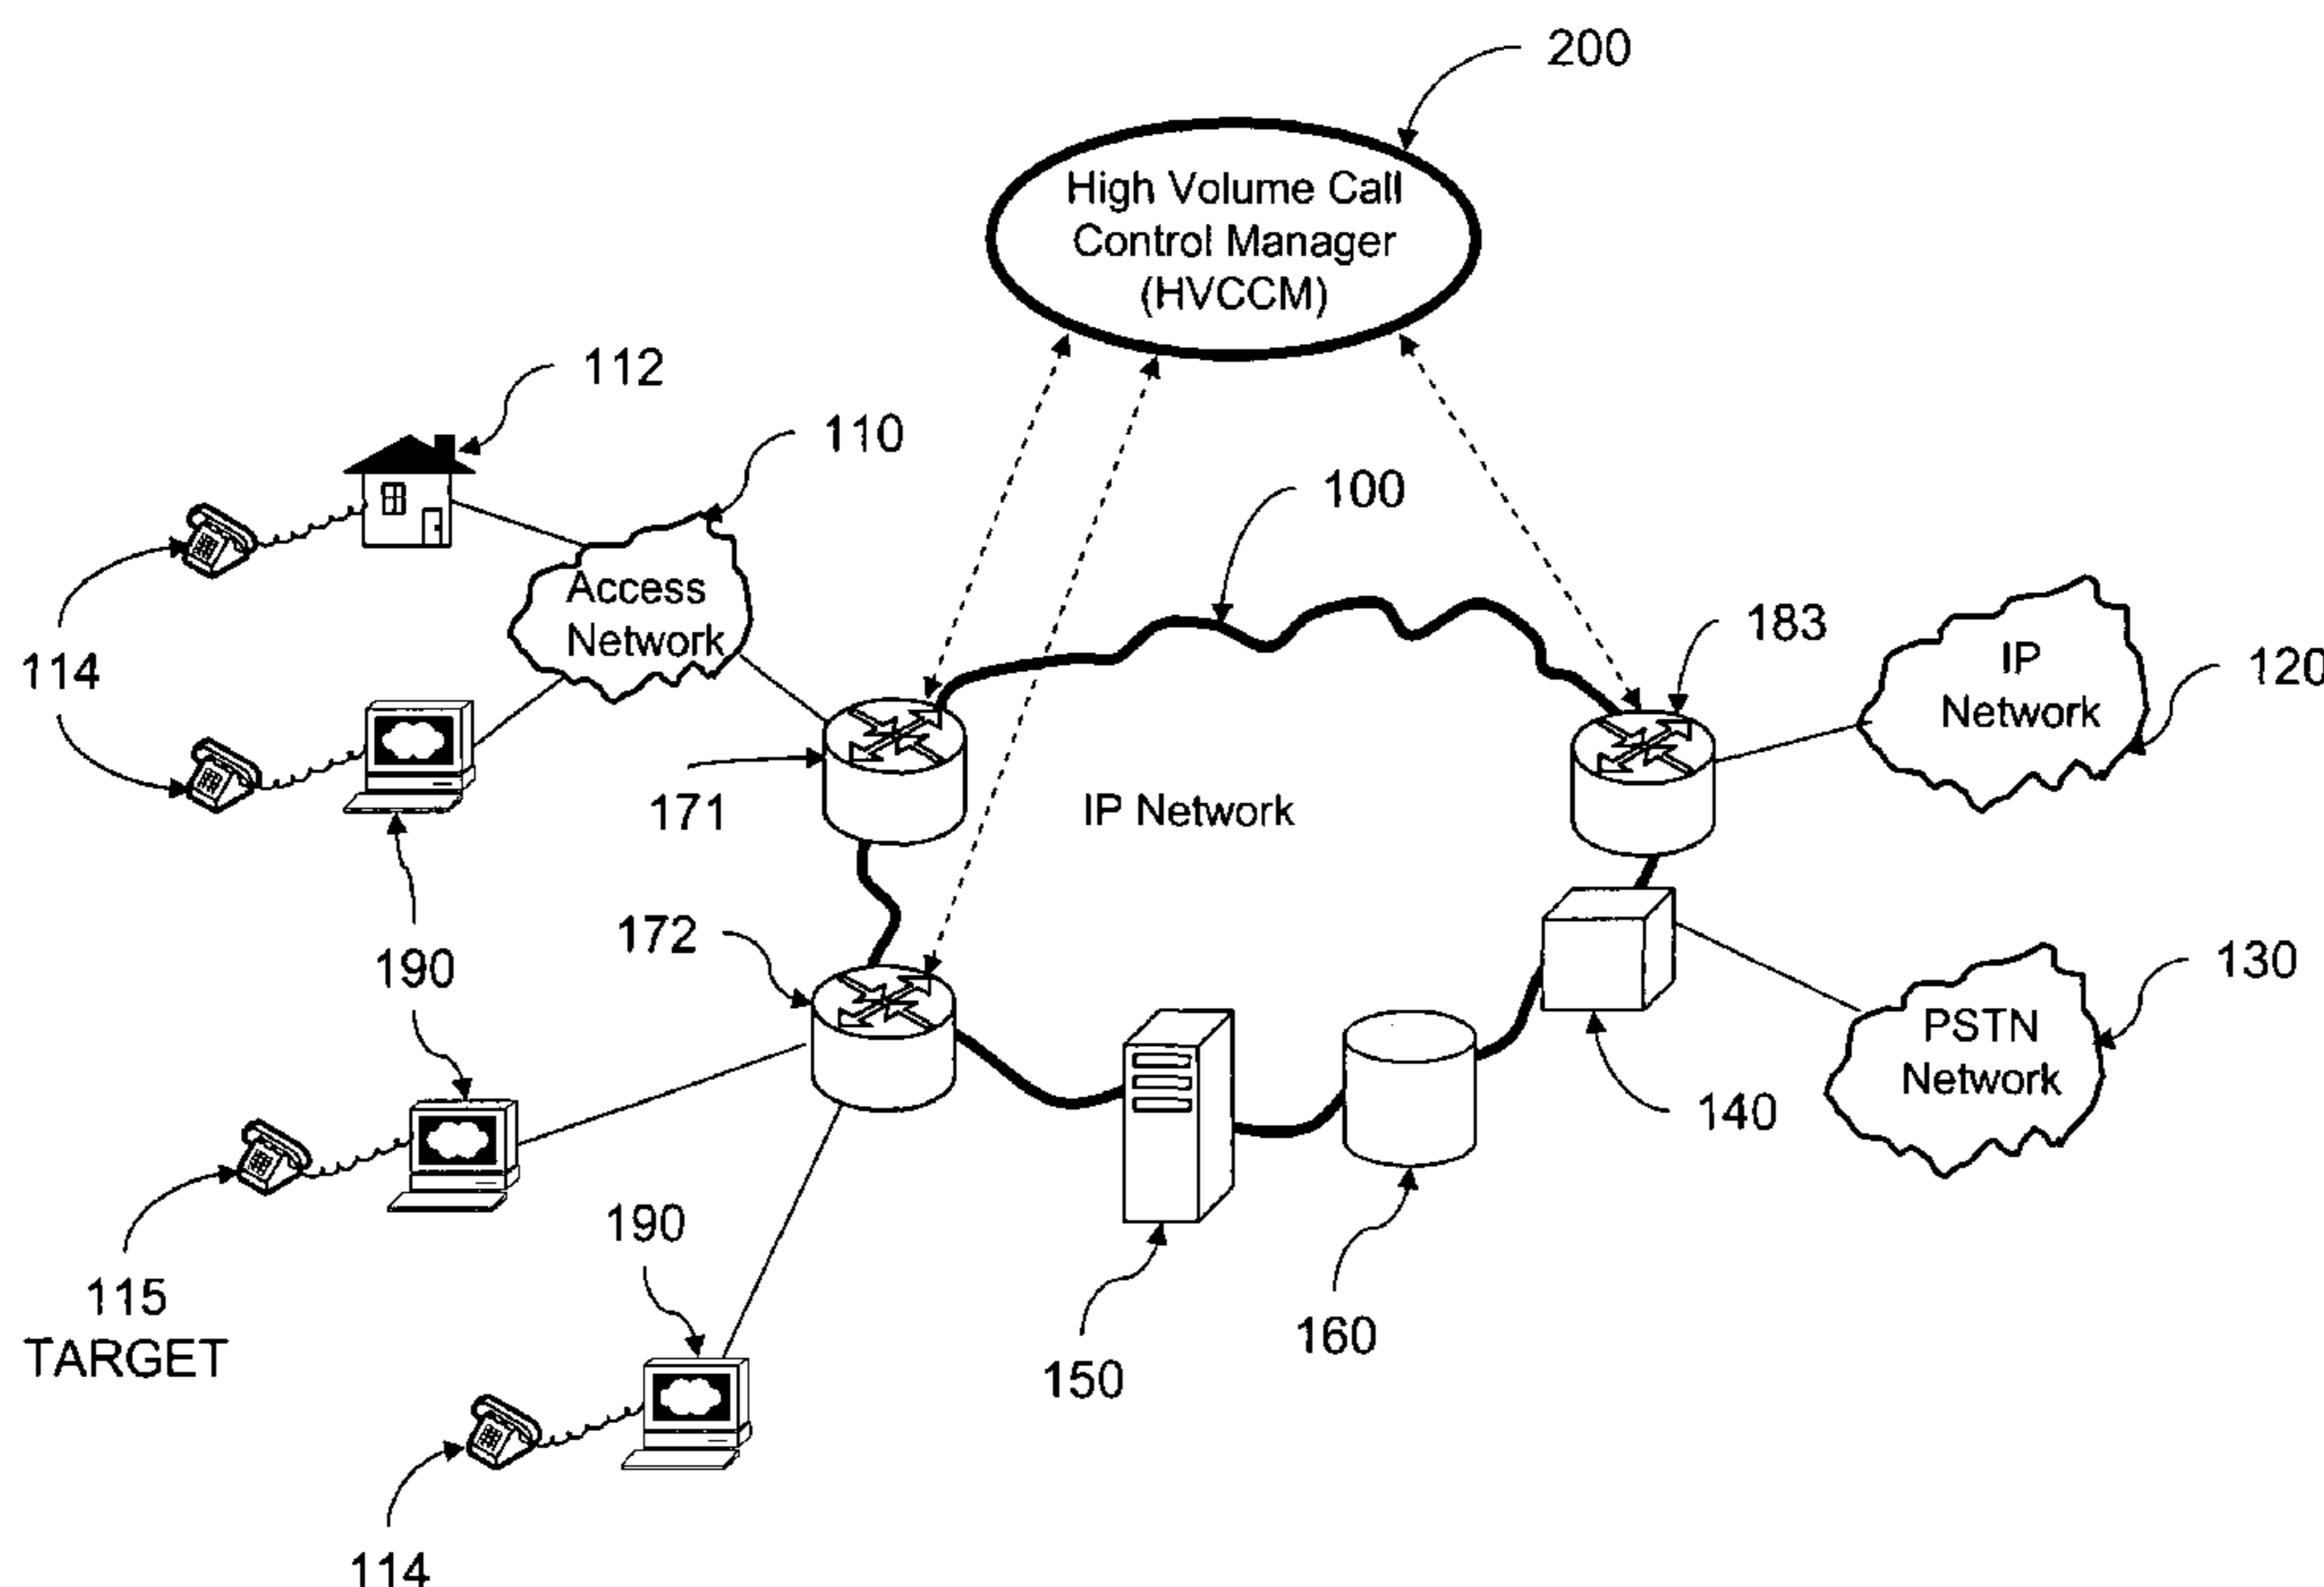 200
High Volume Call
Control Manager
(HVCCM)
112
110
100
Access
Network
114
183
IP
Network
120
171
IP Network
172
190
130
PSTN
Network
140
190
115
TARGET
160
150
114